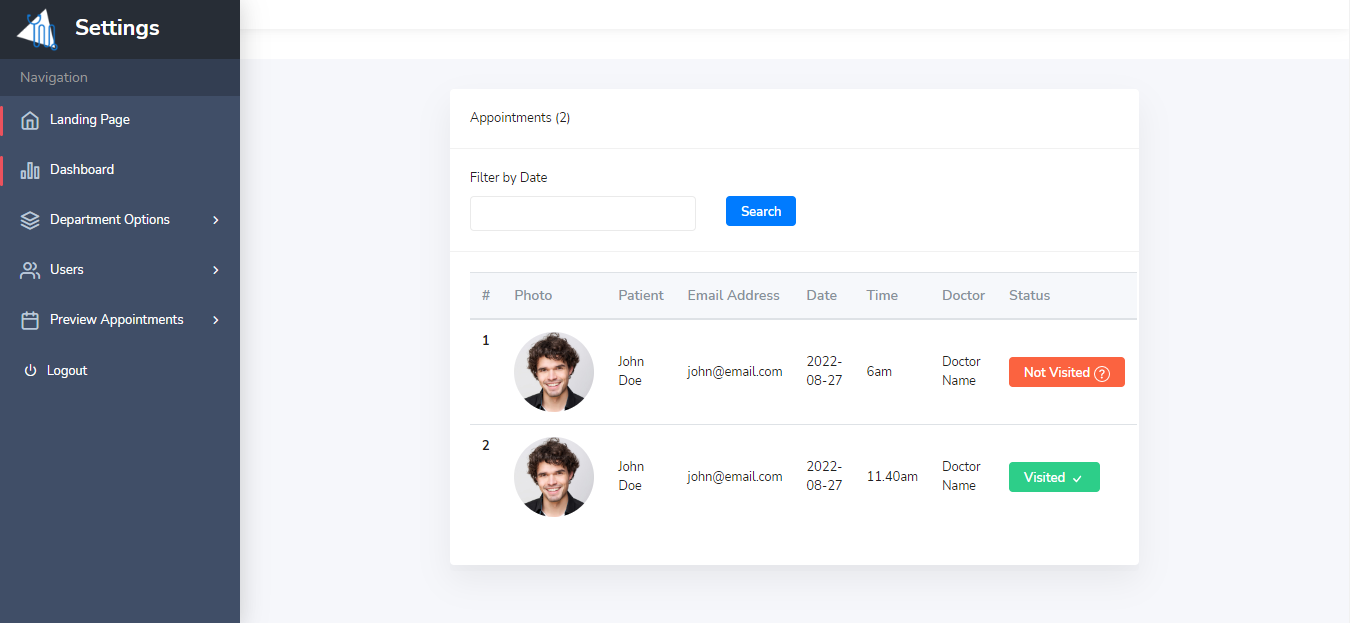 Settings
Navigation
Landing Page
Dashboard
Department Options
Users
Preview Appointments
Logout
Appointments (2)
Filter by Date
Search
# Photo Patient Email Address Date Time Doctor Status
1 John Doe john@email.com 2022-08-27 6am Doctor Name Not Visited
2 John Doe john@email.com 2022-08-27 11.40am Doctor Name Visited